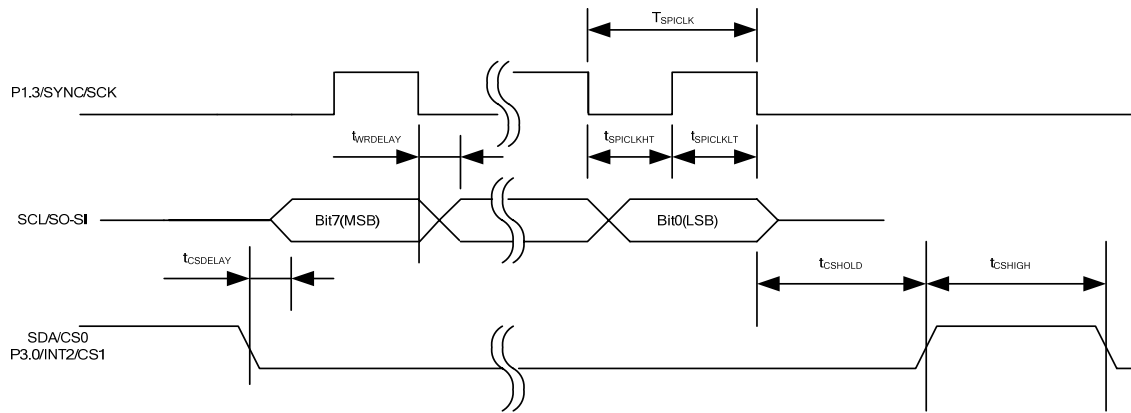 TSPICLK
P1.3/SYNC/SCK
tWRDELAY
tSPICLKHT
tSPICLKLT
SCL/SO-SI
Bit7(MSB)
Bit0(LSB)
tCSDELAY
tCSHOLD
tCSHIGH
SDA/CS0
P3.0/INT2/CS1